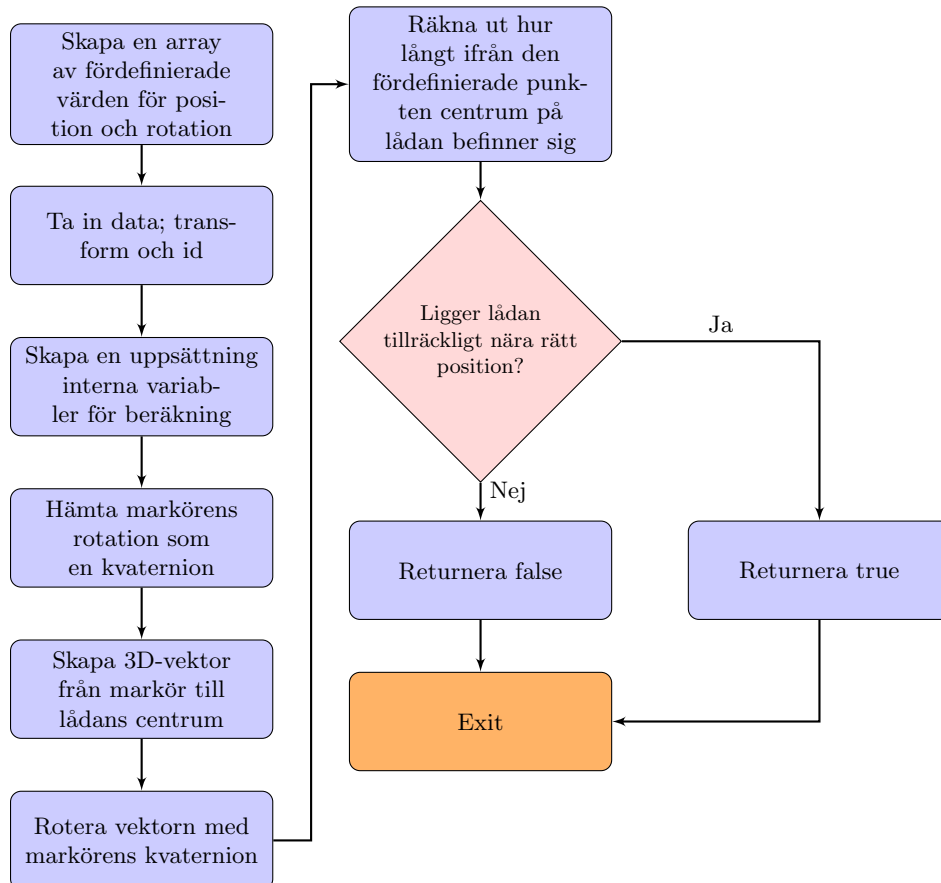 Skapa en array
av fördefinierade
värden för posi-
tion och rotation
Ta in data; trans-
form och id
Skapa en uppsättning
interna variab-
ler för beräkning
Hämta markörens
rotation som
en kvaternion
Skapa 3D-vektor
från markör till
lådans centrum
Rotera vektorn med
markörens kvaternion
Räkna ut hur
långt ifrån den
fördefinierade punk-
ten centrum på
lådan befinner sig
Ligger lådan
tillräckligt nära rätt
position?
Ja
Nej
Returnera false
Returnera true
Exit